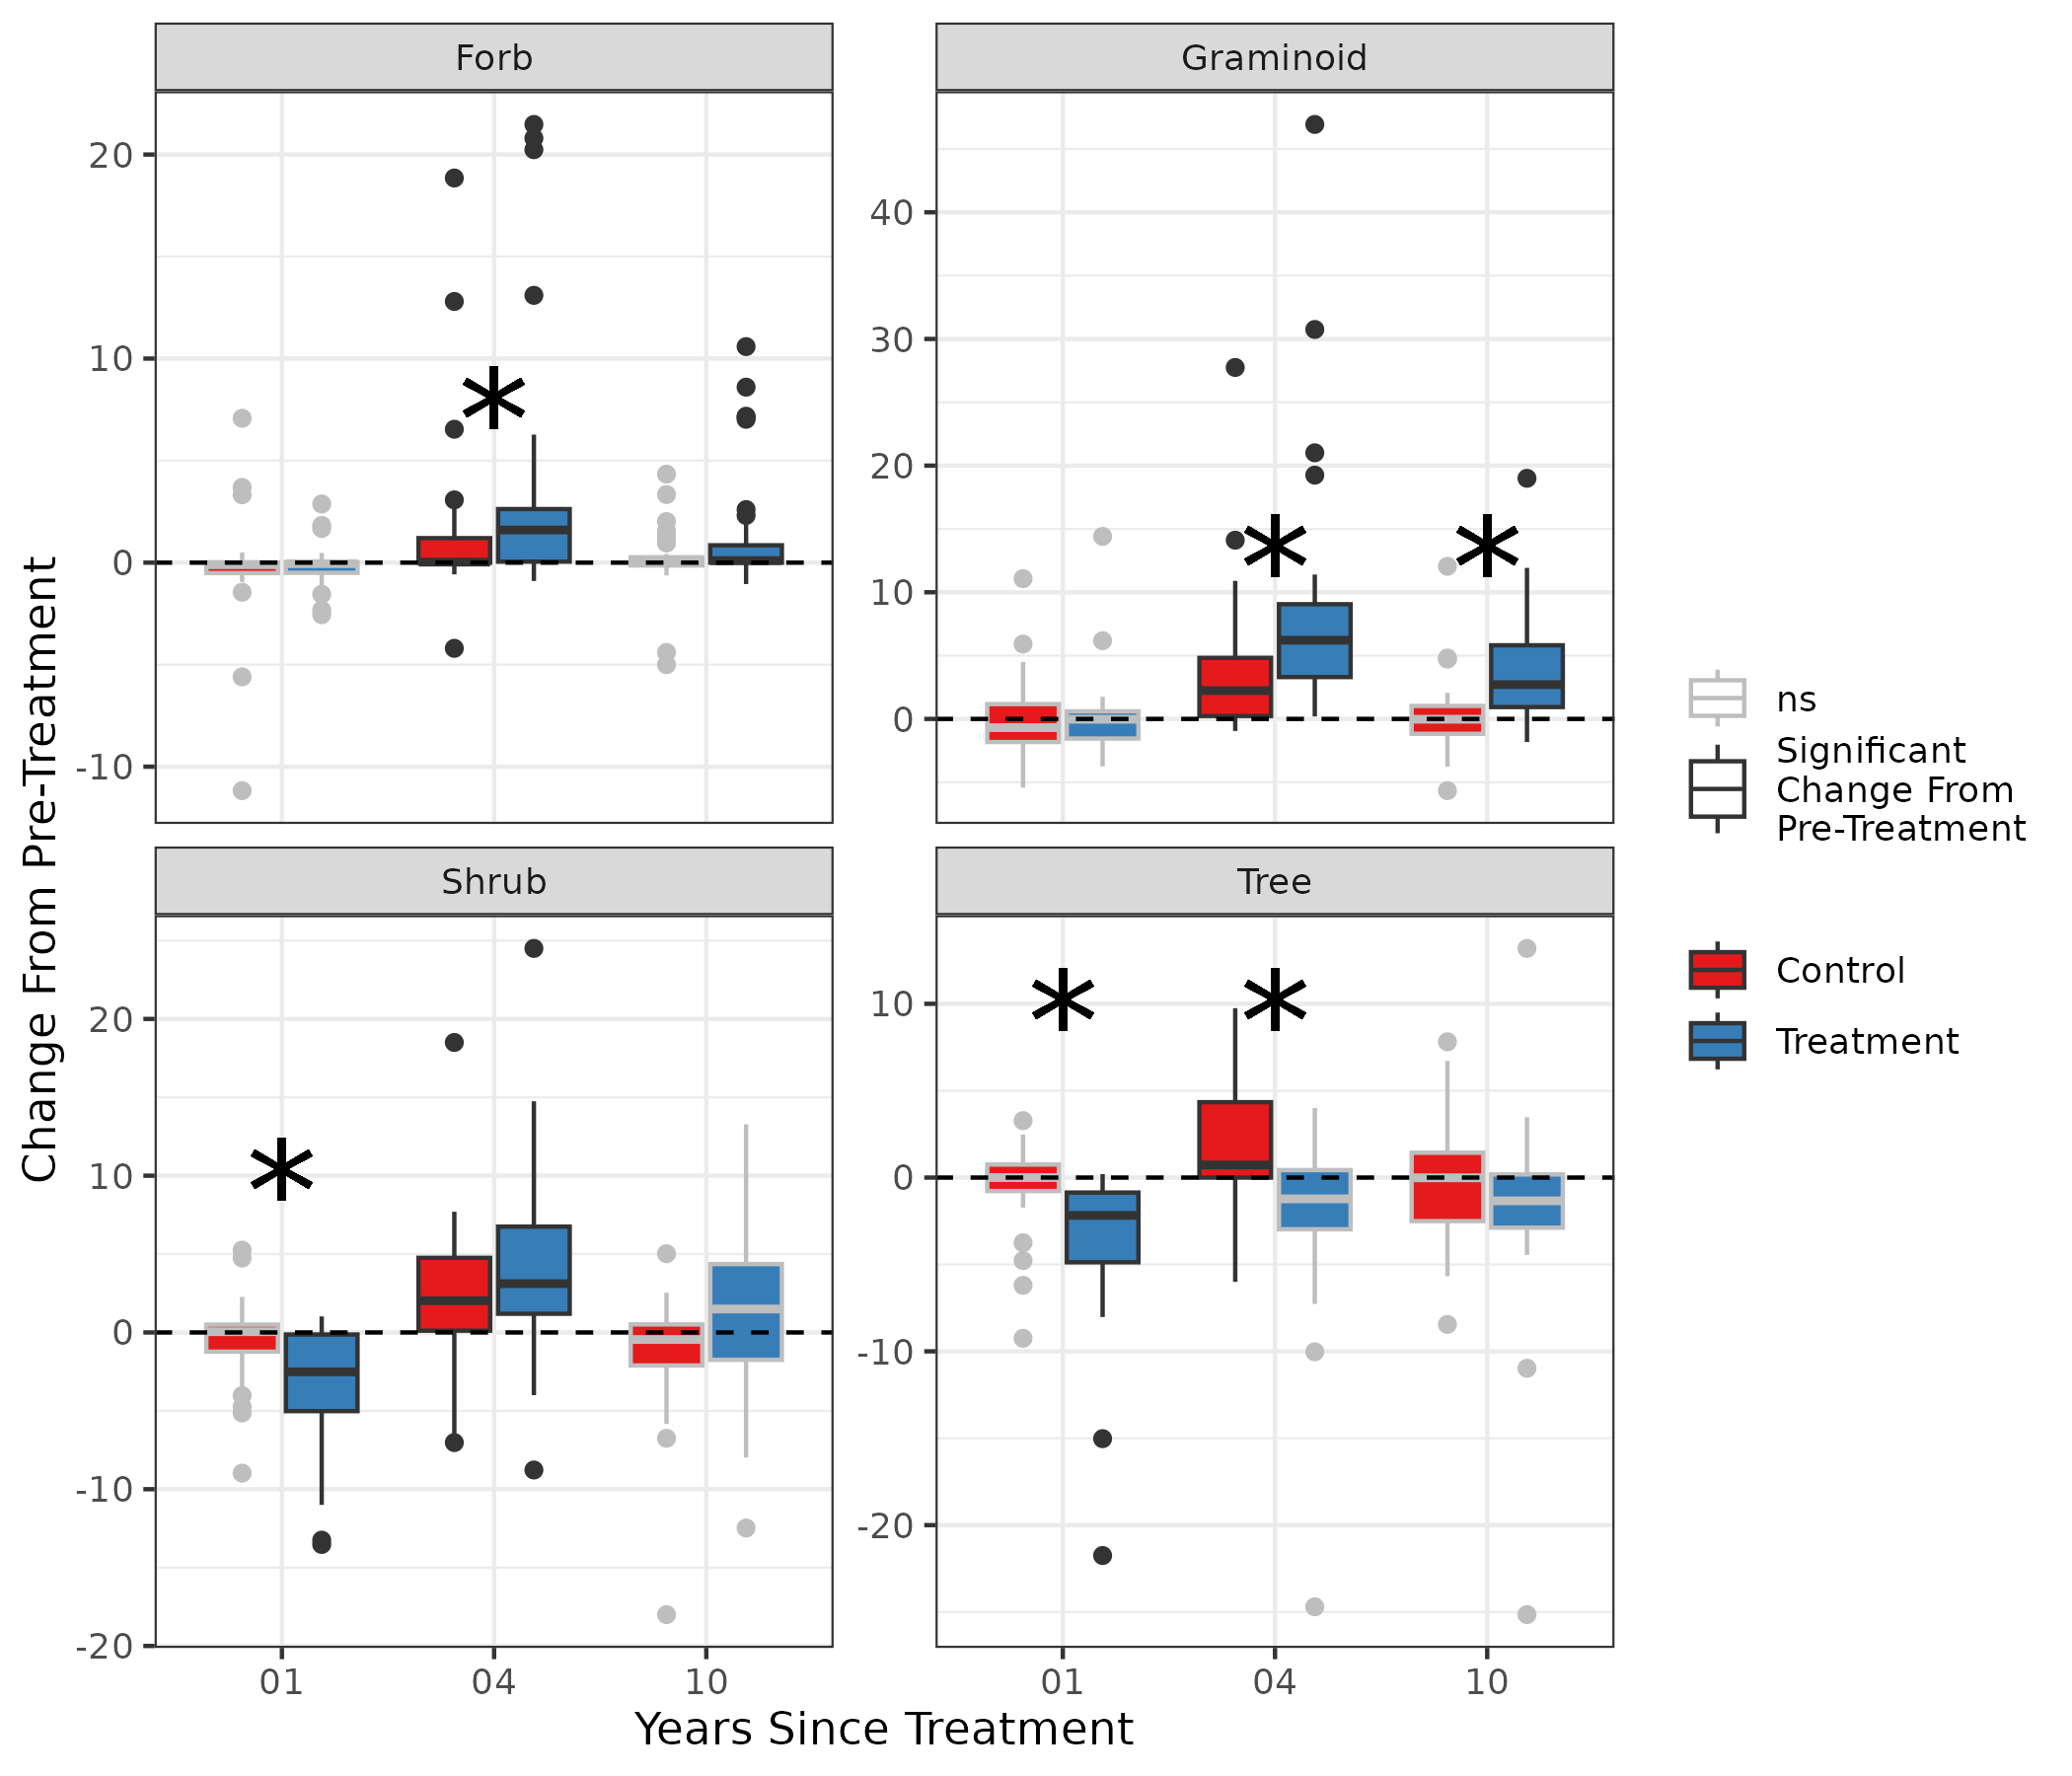 Forb
Graminoid
20
10
0
-10
40
30
20
10
0
Shrub
Tree
20
10
0
-10
-20
10
0
-10
-20
01
04
10
01
04
10
Years Since Treatment
Change From Pre-Treatment
ns
Significant
Change From
Pre-Treatment
Control
Treatment